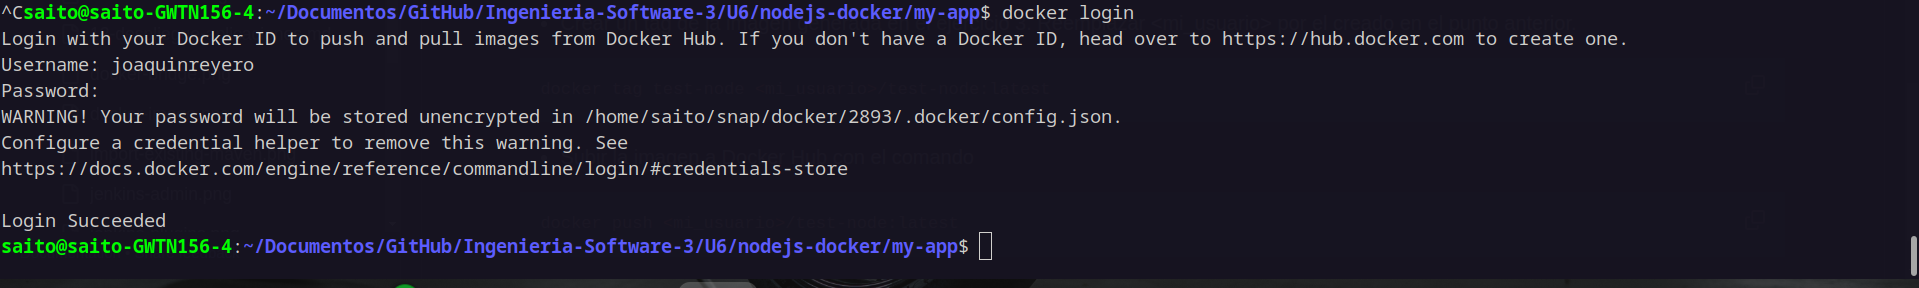 ^Csaito@saito-GWTN156-4:~/Documentos/GitHub/Ingenieria-Software-3/U6/nodejs-docker/my-app$ docker login
Login with your Docker ID to push and pull images from Docker Hub. If you don't have a Docker ID, head over to https://hub.docker.com to create one.
Username: joaquinreyero
Password:
WARNING! Your password will be stored unencrypted in /home/saito/snap/docker/2893/.docker/config.json.
Configure a credential helper to remove this warning. See
https://docs.docker.com/engine/reference/commandline/login/#credentials-store
jenkins-admin.png
Login Succeeded
saito@saito-GWTN156-4:~/Documentos/GitHub/Ingenieria-Software-3/U6/nodejs-docker/my-app$